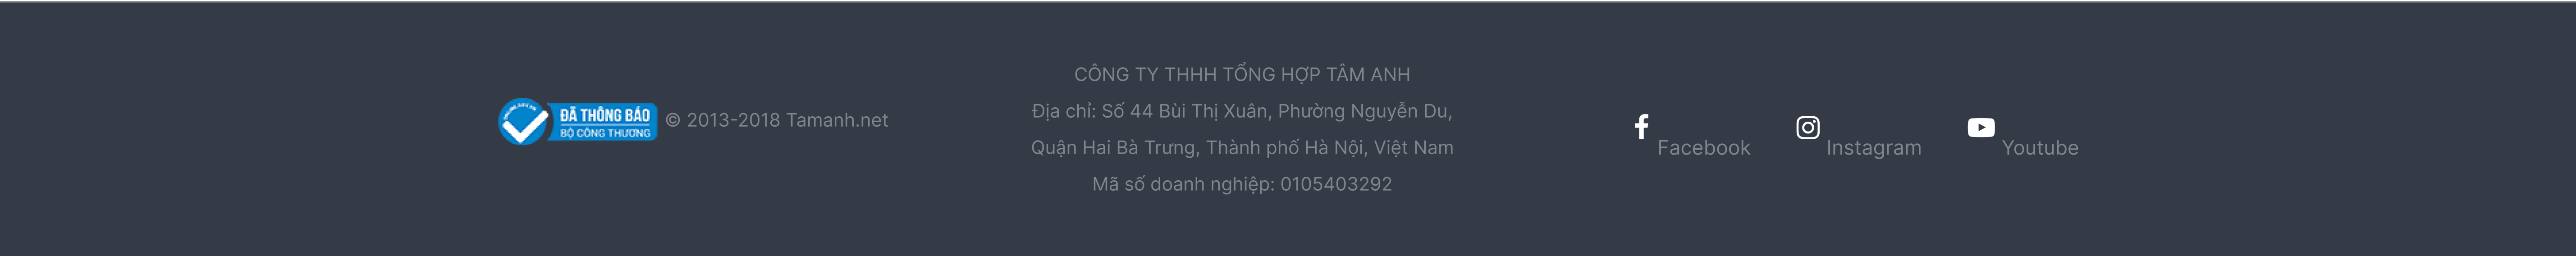 ĐÃ THÔNG BÁO
BỘ CÔNG THƯƠNG
© 2013-2018 Tamanh.net
CÔNG TY THHH TỔNG HỢP TÂM ANH
Địa chỉ: Số 44 Bùi Thị Xuân, Phường Nguyễn Du,
Quận Hai Bà Trưng, Thành phố Hà Nội, Việt Nam
Mã số doanh nghiệp: 0105403292
Facebook
Instagram
Youtube